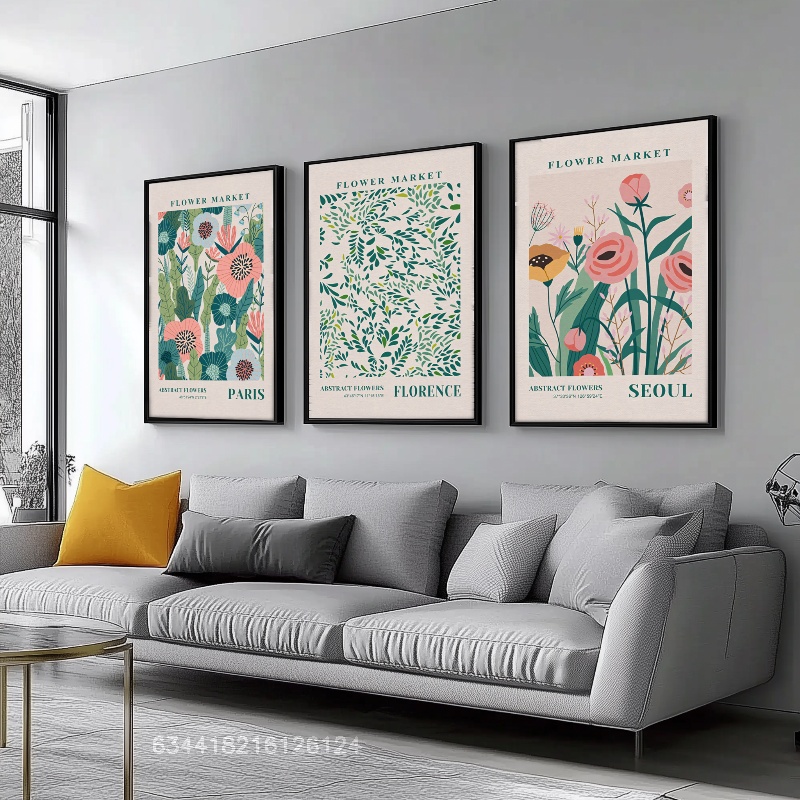 FLOWER MARKET
ABSTRACT FLOWERS
PARIS
FLOWER MARKET
ABSTRACT FLOWERS
FLORENCE
FLOWER MARKET
ABSTRACT FLOWERS
SEOUL
634418216126124